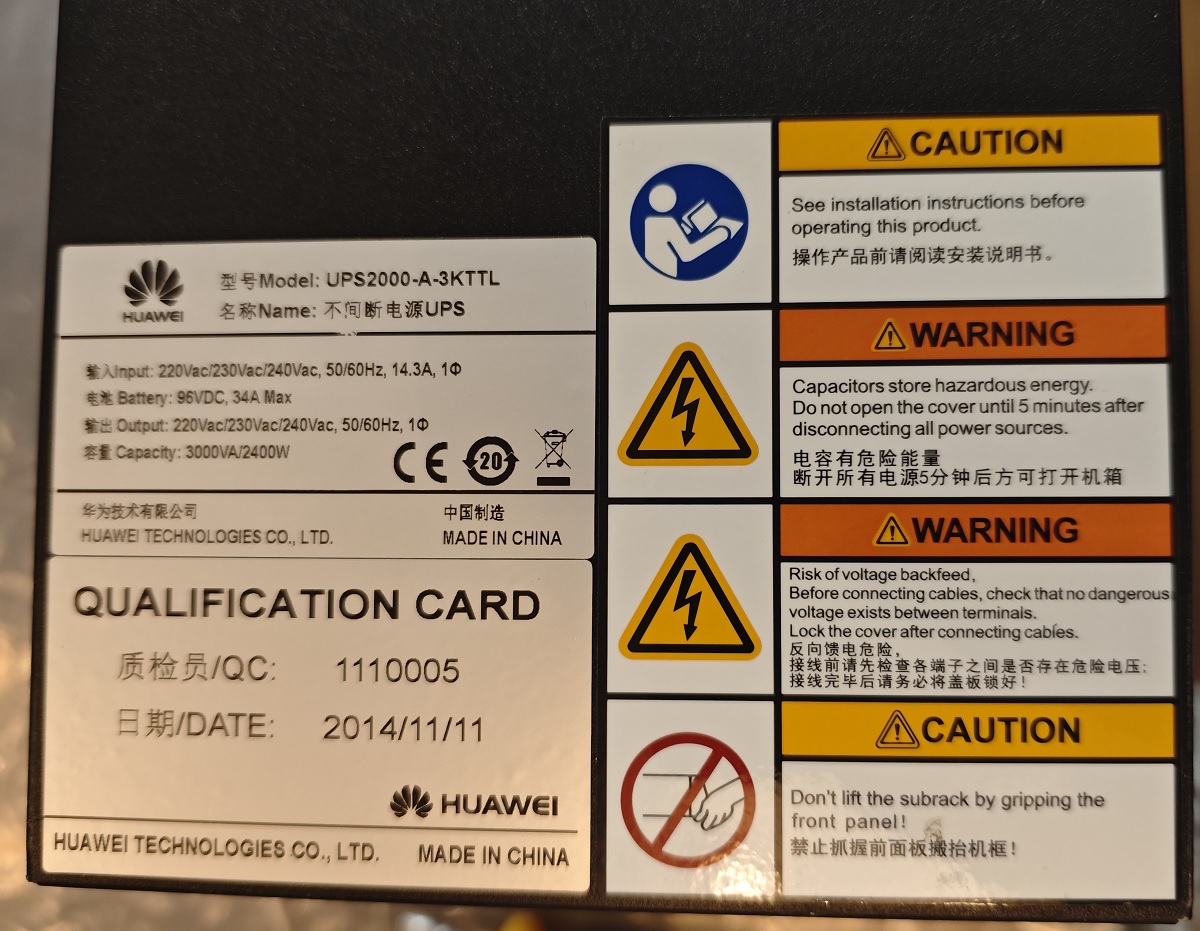 HUAWEI
型号Model: UPS2000-A-3KTTL
名称Name: 不间断电源UPS
输入Input: 220Vac/230Vac/240Vac, 50/60Hz, 14.3A, 1Φ
电池 Battery: 96VDC, 34A Max
输出 Output: 220Vac/230Vac/240Vac, 50/60Hz, 1Φ
容量 Capacity: 3000VA/2400W
CE
20
华为技术有限公司
中国制造
HUAWEI TECHNOLOGIES CO., LTD.
MADE IN CHINA
QUALIFICATION CARD
质检员/QC: 1110005
日期/DATE: 2014/11/11
HUAWEI
HUAWEI TECHNOLOGIES CO., LTD. MADE IN CHINA
CAUTION
See installation instructions before
operating this product.
操作产品前请阅读安装说明书。
WARNING
Capacitors store hazardous energy.
Do not open the cover until 5 minutes after
disconnecting all power sources.
电容有危险能量
断开所有电源5分钟后方可打开机箱
WARNING
Risk of voltage backfeed,
Before connecting cables, check that no dangerous
voltage exists between terminals.
Lock the cover after connecting cables.
反向馈电危险,
接线前请先检查各端子之间是否存在危险电压;
接线完毕后请务必将盖板锁好!
CAUTION
Don't lift the subrack by gripping the
front panel!
禁止抓握前面板搬抬机框!